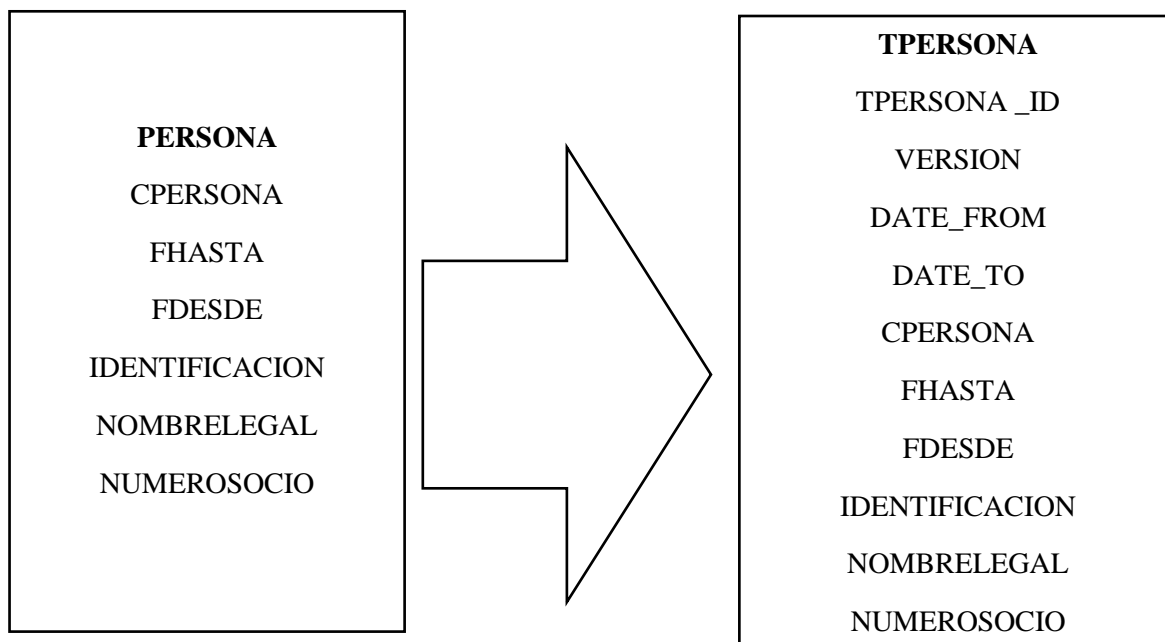 PERSONA
CPERSONA
FHASTA
FDESDE
IDENTIFICACION
NOMBRELEGAL
NUMEROSOCIO
TPERSONA
TPERSONA _ID
VERSION
DATE_FROM
DATE_TO
CPERSONA
FHASTA
FDESDE
IDENTIFICACION
NOMBRELEGAL
NUMEROSOCIO